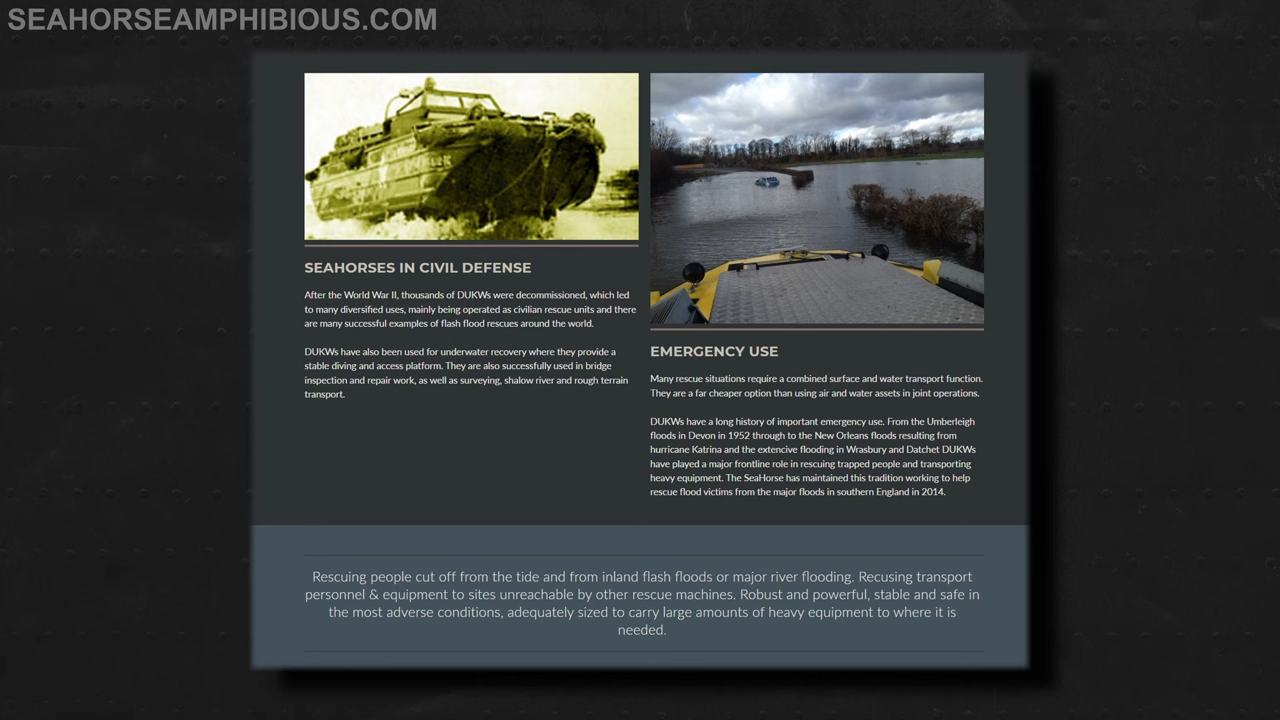 SEAHORSEAMPHIBIOUS.COM
SEAHORSES IN CIVIL DEFENSE
After the World War II, thousands of DUKWs were decommissioned, which led
to many diversified uses, mainly being operated as civilian rescue units and there
are many successful examples of flash flood rescues around the world.
DUKWs have also been used for underwater recovery where they provide a
stable diving and access platform. They are also successfully used in bridge
inspection and repair work, as well as surveying, shalow river and rough terrain
transport.
EMERGENCY USE
Many rescue situations require a combined surface and water transport function.
They are a far cheaper option than using air and water assets in joint operations.
DUKWs have a long history of important emergency use. From the Umberleigh
floods in Devon in 1952 through to the New Orleans floods resulting from
hurricane Katrina and the extencive flooding in Wrasbury and Datchet DUKWs
have played a major frontline role in rescuing trapped people and transporting
heavy equipment. The SeaHorse has maintained this tradition working to help
rescue flood victims from the major floods in southern England in 2014.
Rescuing people cut off from the tide and from inland flash floods or major river flooding. Recusing transport
personnel & equipment to sites unreachable by other rescue machines. Robust and powerful, stable and safe in
the most adverse conditions, adequately sized to carry large amounts of heavy equipment to where it is
needed.